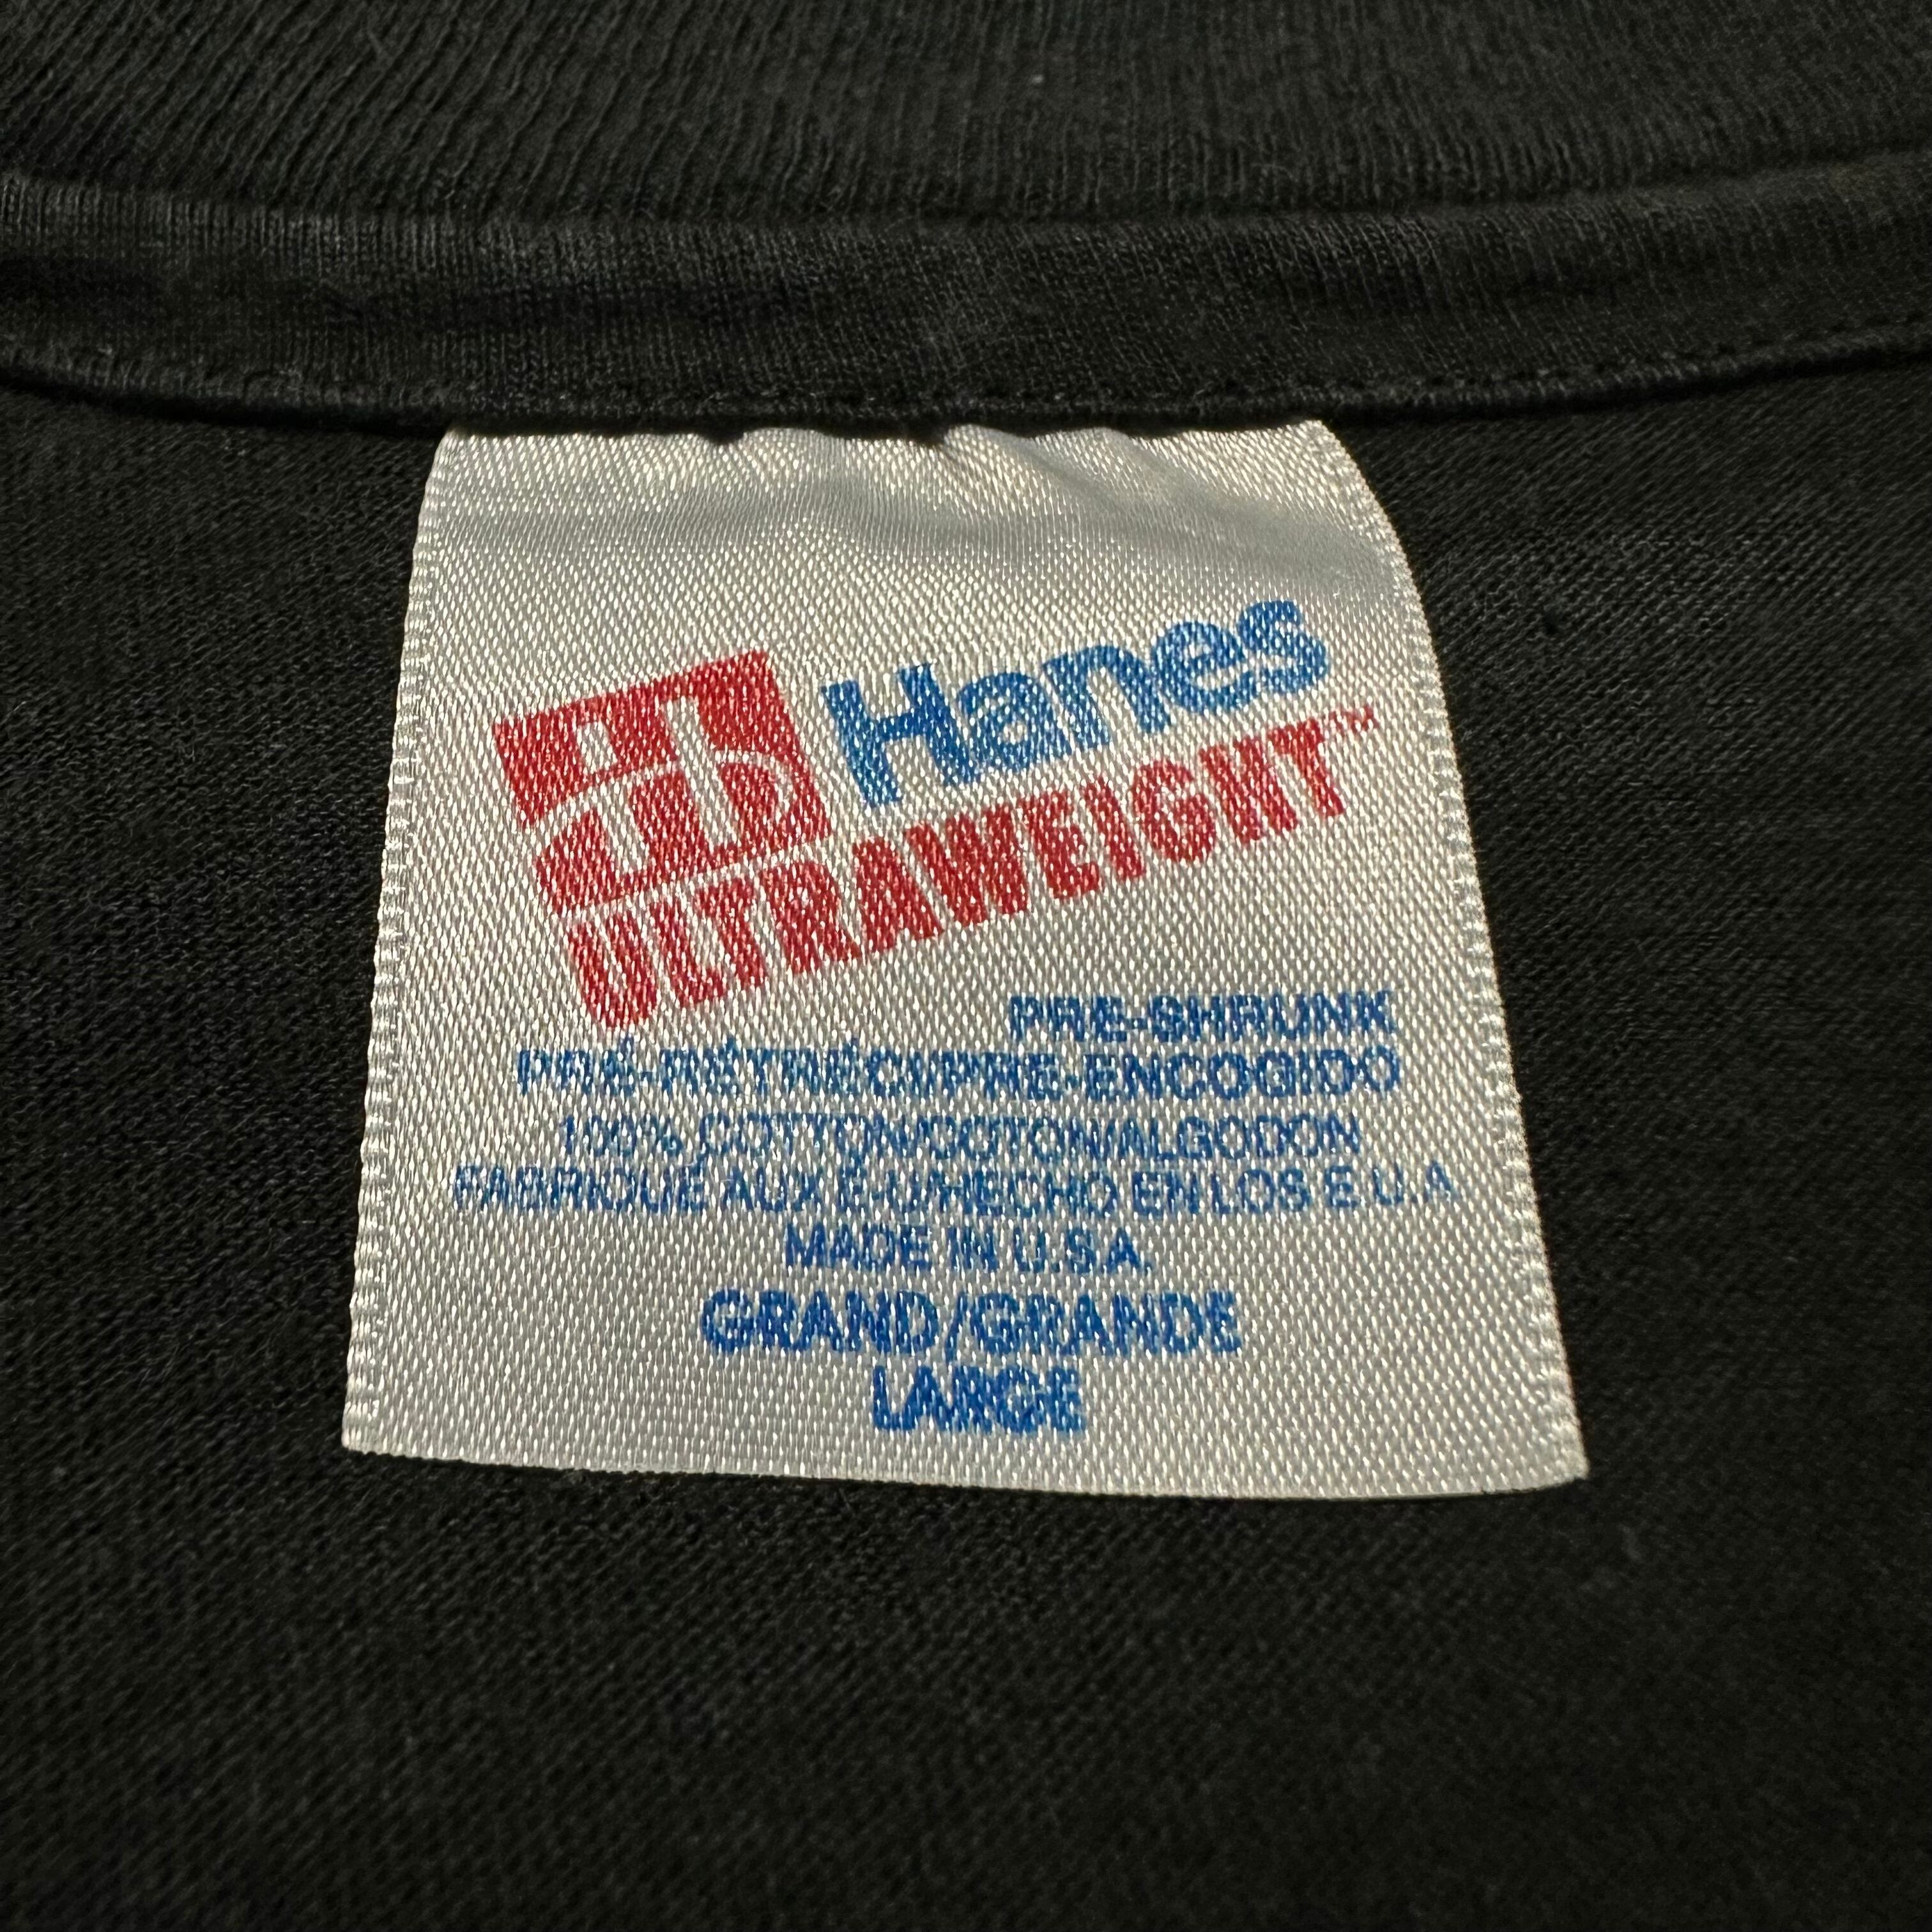 Hanes
ULTRAWEIGHT™
PRE-SHRUNK
PRÉ-RÉTRÉCI/PRE-ENCOGIDO
100% COTTON/COTON/ALGODON
FABRIQUE AUX E-U/HECHO EN LOS E.U.A.
MADE IN U.S.A.
GRAND/GRANDE
LARGE